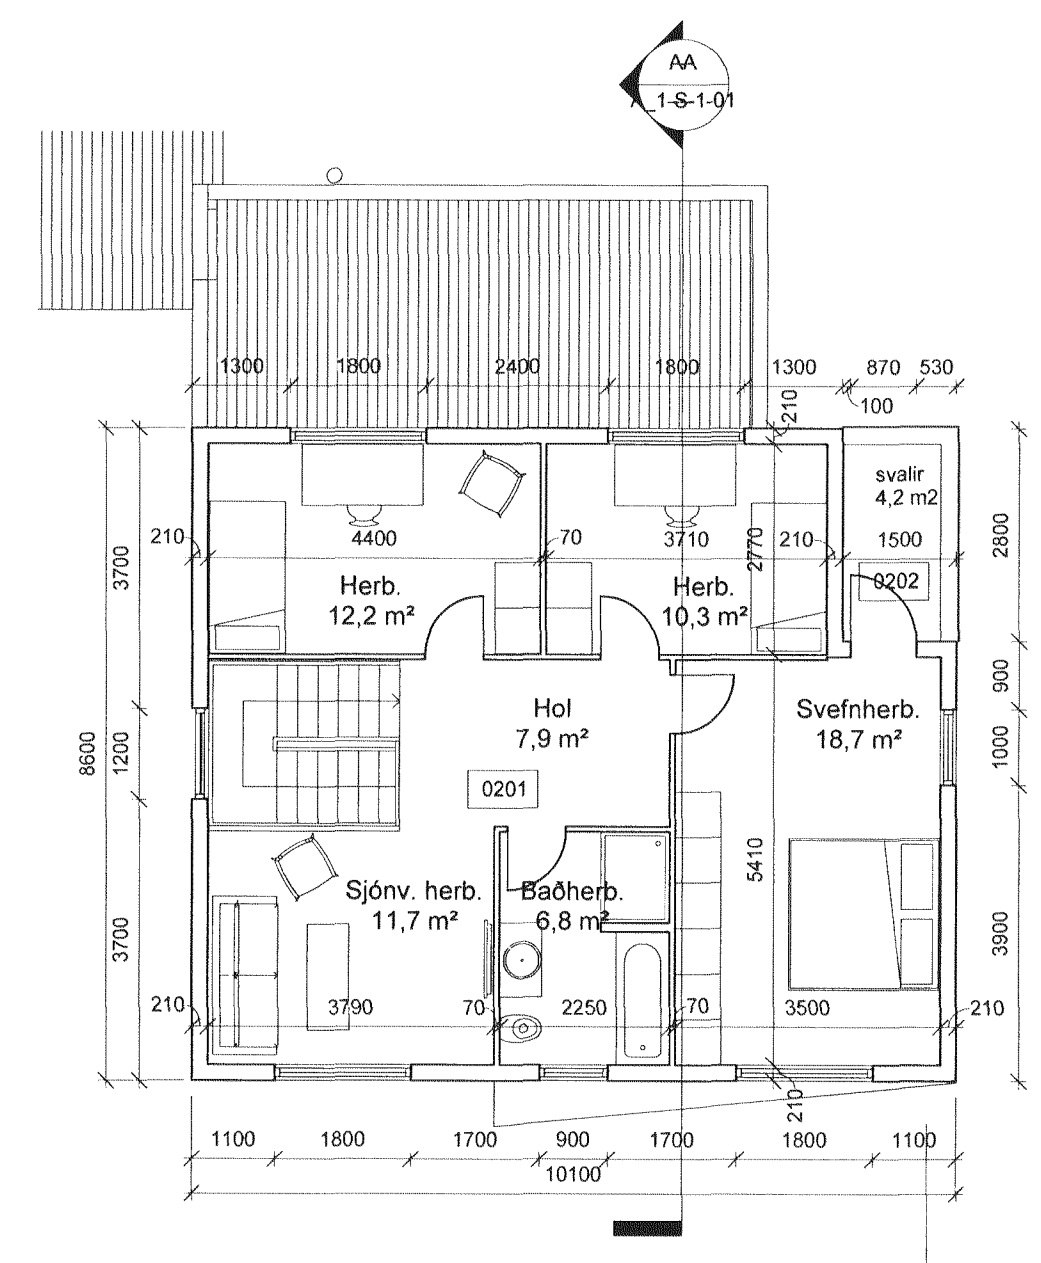 AA
A_1-S-1-01
1300 1800 2400 1800 1300 870 530
100
210
svalir
4,2 m2
210 4400 70 3710 2770 210 1500
0202
Herb.
12,2 m²
Herb.
10,3 m²
3700
2800
Hol
7,9 m²
Svefnherb.
18,7 m²
900
8600
1200
1000
0201
5410
Sjónv. herb.
11,7 m²
Baðherb.
6,8 m²
3700
3900
210 3790 70 2250 70 3500 210
210
1100 1800 1700 900 1700 1800 1100
10100